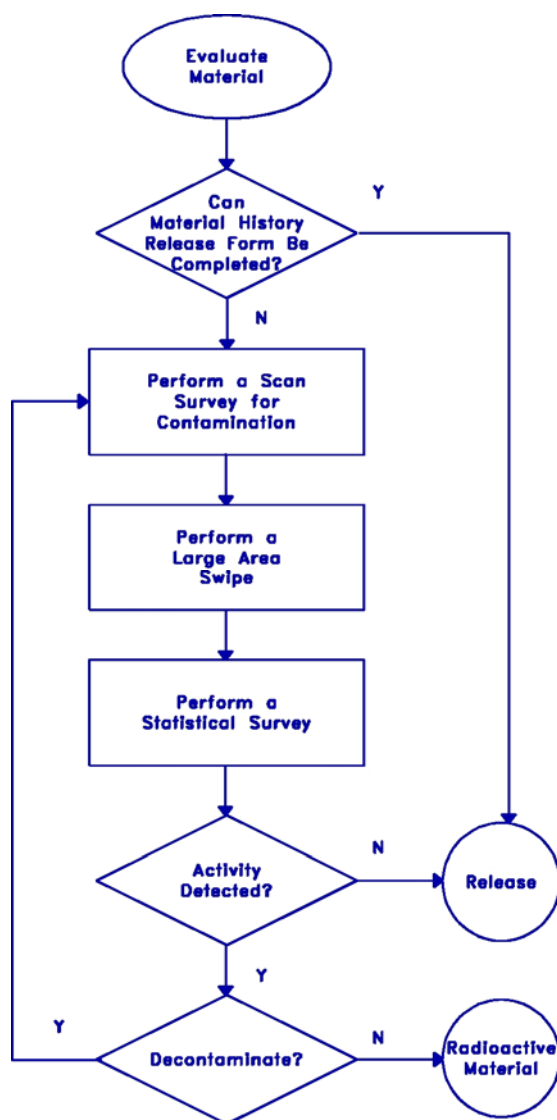 Evaluate
Material
Can
Material History
Release Form Be
Completed?
Y
N
Perform a Scan
Survey for
Contamination
Perform a
Large Area
Swipe
Perform a
Statistical Survey
Activity
Detected?
N
Release
Y
Y
Decontaminate?
N
Radioactive
Material